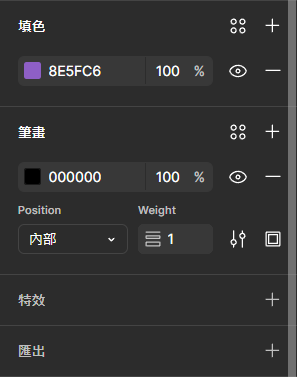 填色
8E5FC6 100 %
筆畫
000000 100 %
Position Weight
內部 1
特效
匯出